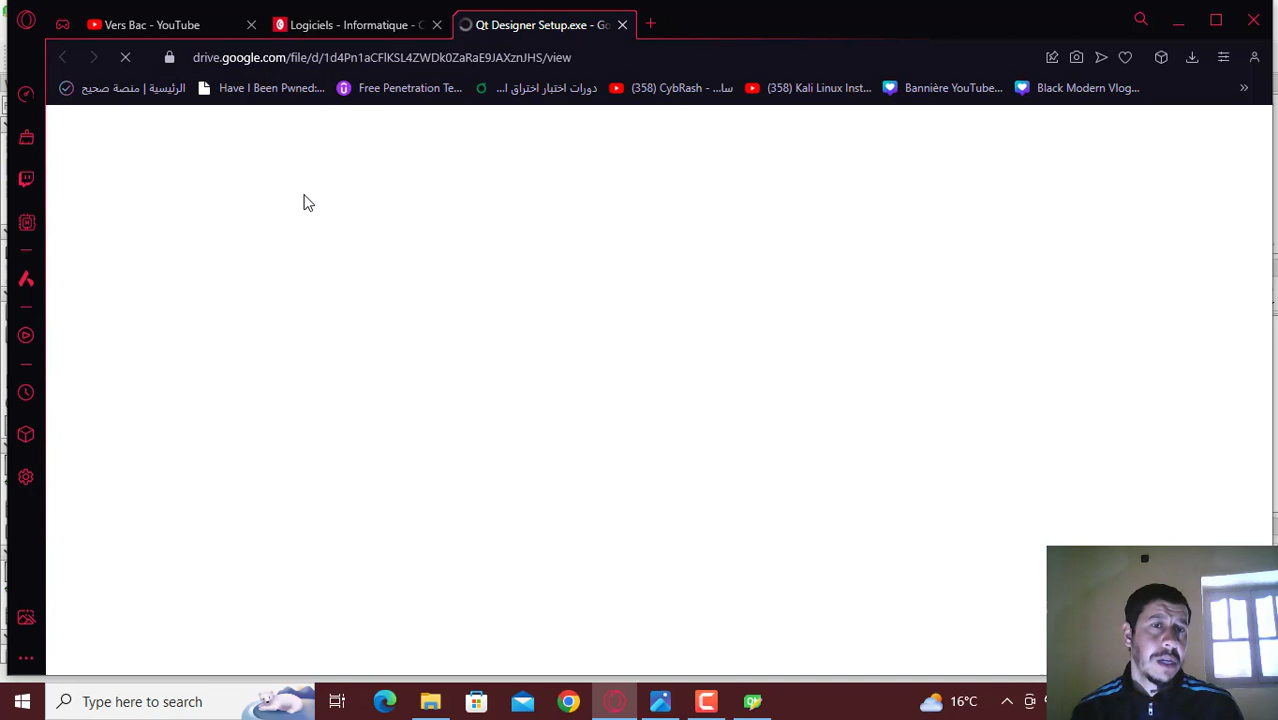 Vers Bac - YouTube
Logiciels - Informatique - C
Qt Designer Setup.exe - Go
drive.google.com/file/d/1d4Pn1aCFlKSL4ZWDk0ZaRaE9JAXznJHS/view
الرئيسية | منصة صحيح
Have I Been Pwned:...
Free Penetration Te...
دورات اختبار اختراق ا...
(358) CybRash - ...سا
(358) Kali Linux Inst...
Bannière YouTube...
Black Modern Vlog...
Type here to search
16°C